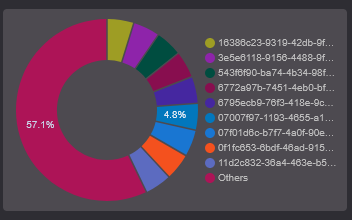 16386c23-9319-42db-9f...
3e5e6118-9156-4488-9f...
543f6f90-ba74-4b34-98f...
6772a97b-7451-4eb0-bf...
6795ecb9-76f3-418e-9c...
4.8%
07007f97-1193-4655-a1...
07f01d6c-b7f7-4a0f-90e...
57.1%
0f1fc653-6bdf-46ad-915...
11d2c832-36a4-463e-b5...
Others